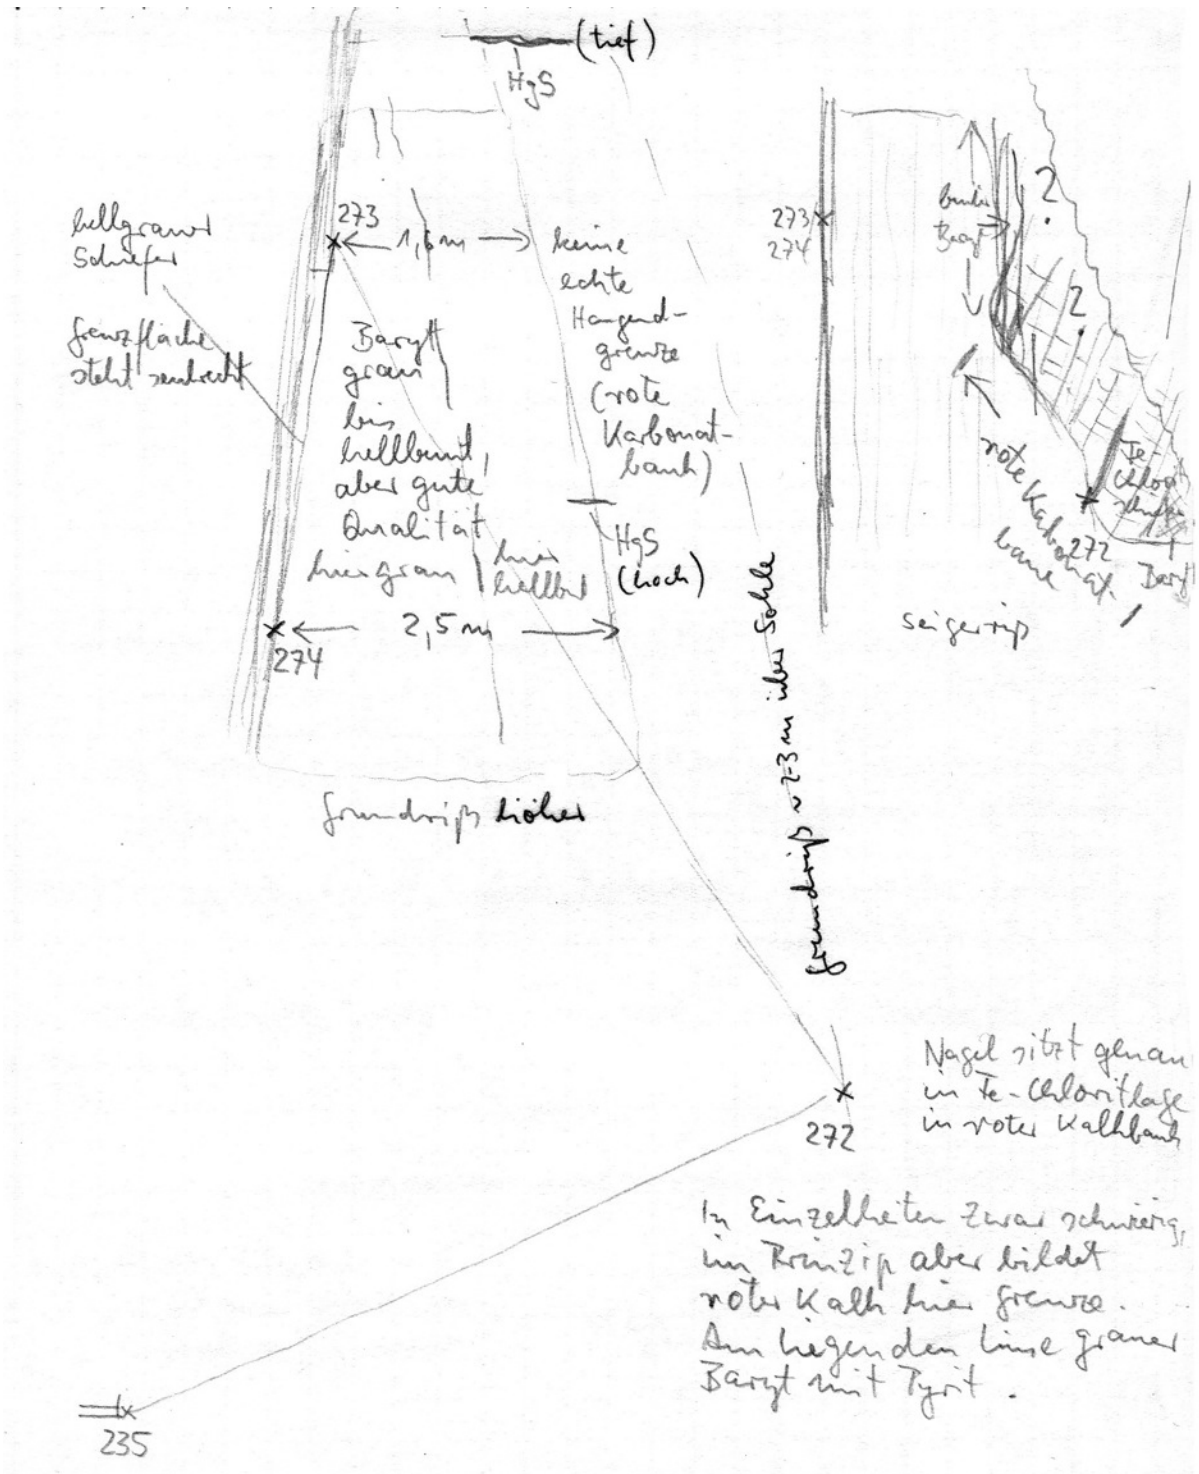 (tief)
HgS
hellgrauer
Schiefer
Grenzfläche
steht senkrecht
273
1,6 m
keine
echte
Hangend-
grenze
(rote
Karbonat-
bank)
Baryt
grau
bis
hellbunt,
aber gute
Qualität
hier grau
hier
hellbunt
HgS
(hoch)
2,5 m
274
Grundriß höher
Grundriß ~ 2-3 m über Sohle
273
274
bunter
Baryt
?
?
rote Karbonat.
bank
Fe-
Chlorit
schiefer
272
Baryt
Seigerriß
272
Nagel sitzt genau
in Fe-Chloritlage
in roter Kalkbank
In Einzelheiten zwar schwierig,
im Prinzip aber bildet
roter Kalk hier Grenze.
Am Liegenden Linse grauer
Baryt mit Pyrit.
235